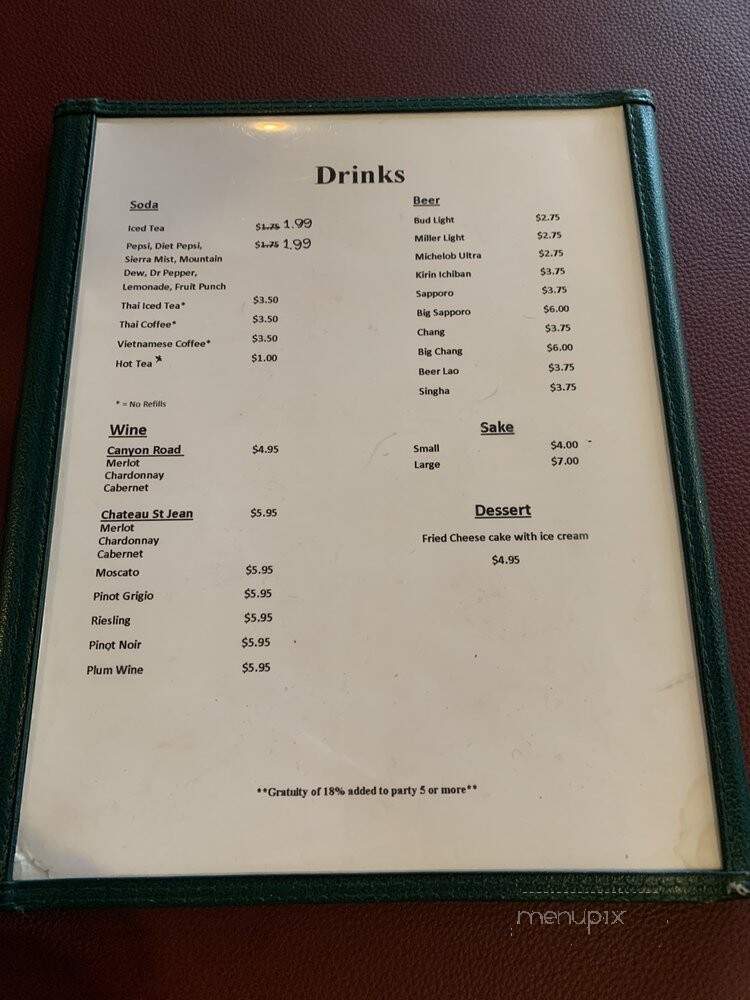 Drinks
Soda
Iced Tea $1.75 1.99
Pepsi, Diet Pepsi, $1.75 1.99
Sierra Mist, Mountain
Dew, Dr Pepper,
Lemonade, Fruit Punch
Thai Iced Tea* $3.50
Thai Coffee* $3.50
Vietnamese Coffee* $3.50
Hot Tea * $1.00
* = No Refills
Wine
Canyon Road $4.95
Merlot
Chardonnay
Cabernet
Chateau St Jean $5.95
Merlot
Chardonnay
Cabernet
Moscato $5.95
Pinot Grigio $5.95
Riesling $5.95
Pinot Noir $5.95
Plum Wine $5.95
Beer
Bud Light $2.75
Miller Light $2.75
Michelob Ultra $2.75
Kirin Ichiban $3.75
Sapporo $3.75
Big Sapporo $6.00
Chang $3.75
Big Chang $6.00
Beer Lao $3.75
Singha $3.75
Sake
Small $4.00
Large $7.00
Dessert
Fried Cheese cake with ice cream
$4.95
**Gratuity of 18% added to party 5 or more**
menupix